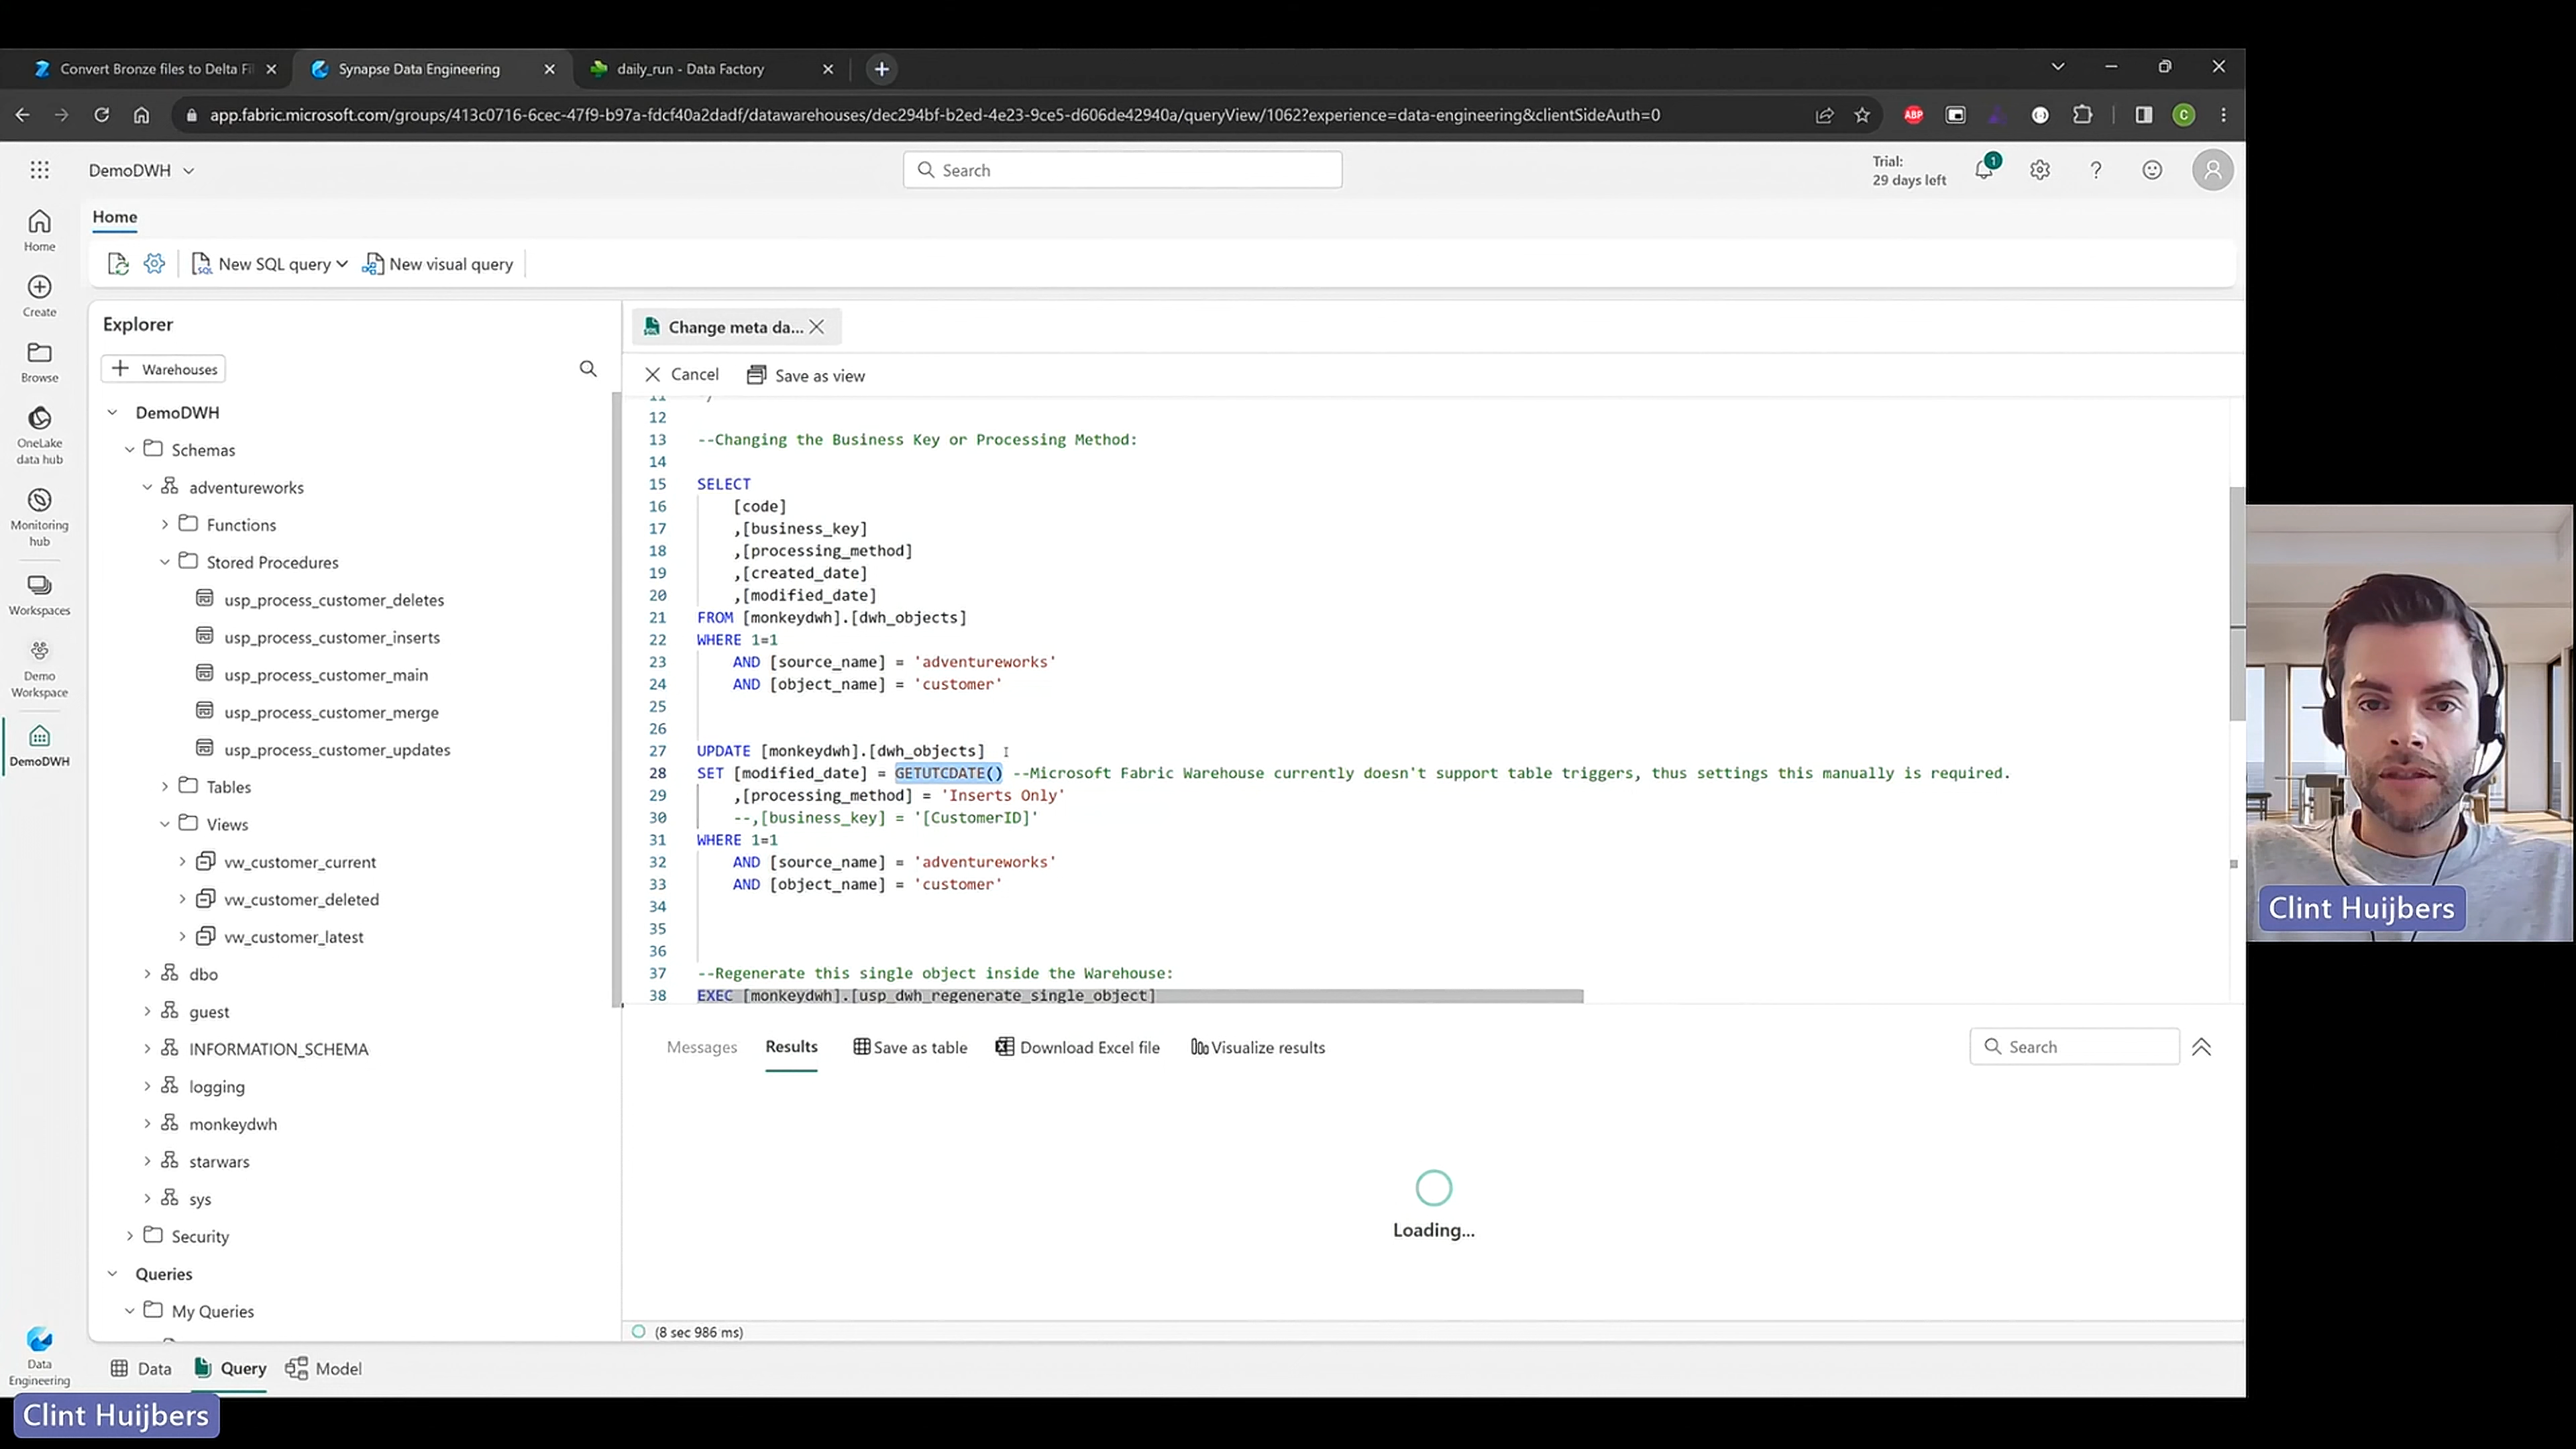 Convert Bronze files to Delta Fi
Synapse Data Engineering
daily_run - Data Factory
app.fabric.microsoft.com/groups/413c0716-6cec-47f9-b97a-fdcf40a2dadf/datawarehouses/dec294bf-b2ed-4e23-9ce5-d606de42940a/queryView/1062?experience=data-engineering&clientSideAuth=0
ABP
C
DemoDWH
Search
Trial:
29 days left
1
Home
New SQL query
New visual query
Home
Create
Browse
OneLake
data hub
Monitoring
hub
Workspaces
Demo
Workspace
DemoDWH
Data
Engineering
Explorer
Warehouses
DemoDWH
Schemas
adventureworks
Functions
Stored Procedures
usp_process_customer_deletes
usp_process_customer_inserts
usp_process_customer_main
usp_process_customer_merge
usp_process_customer_updates
Tables
Views
vw_customer_current
vw_customer_deleted
vw_customer_latest
dbo
guest
INFORMATION_SCHEMA
logging
monkeydwh
starwars
sys
Security
Queries
My Queries
Change meta da...
Cancel
Save as view
11 */
12
13 --Changing the Business Key or Processing Method:
14
15 SELECT
16 [code]
17 ,[business_key]
18 ,[processing_method]
19 ,[created_date]
20 ,[modified_date]
21 FROM [monkeydwh].[dwh_objects]
22 WHERE 1=1
23 AND [source_name] = 'adventureworks'
24 AND [object_name] = 'customer'
25
26
27 UPDATE [monkeydwh].[dwh_objects]
28 SET [modified_date] = GETUTCDATE() --Microsoft Fabric Warehouse currently doesn't support table triggers, thus settings this manually is required.
29 ,[processing_method] = 'Inserts Only'
30 --,[business_key] = '[CustomerID]'
31 WHERE 1=1
32 AND [source_name] = 'adventureworks'
33 AND [object_name] = 'customer'
34
35
36
37 --Regenerate this single object inside the Warehouse:
38 EXEC [monkeydwh].[usp_dwh_regenerate_single_object]
Messages
Results
Save as table
Download Excel file
Visualize results
Search
Loading...
(8 sec 986 ms)
Data
Query
Model
Clint Huijbers
Clint Huijbers